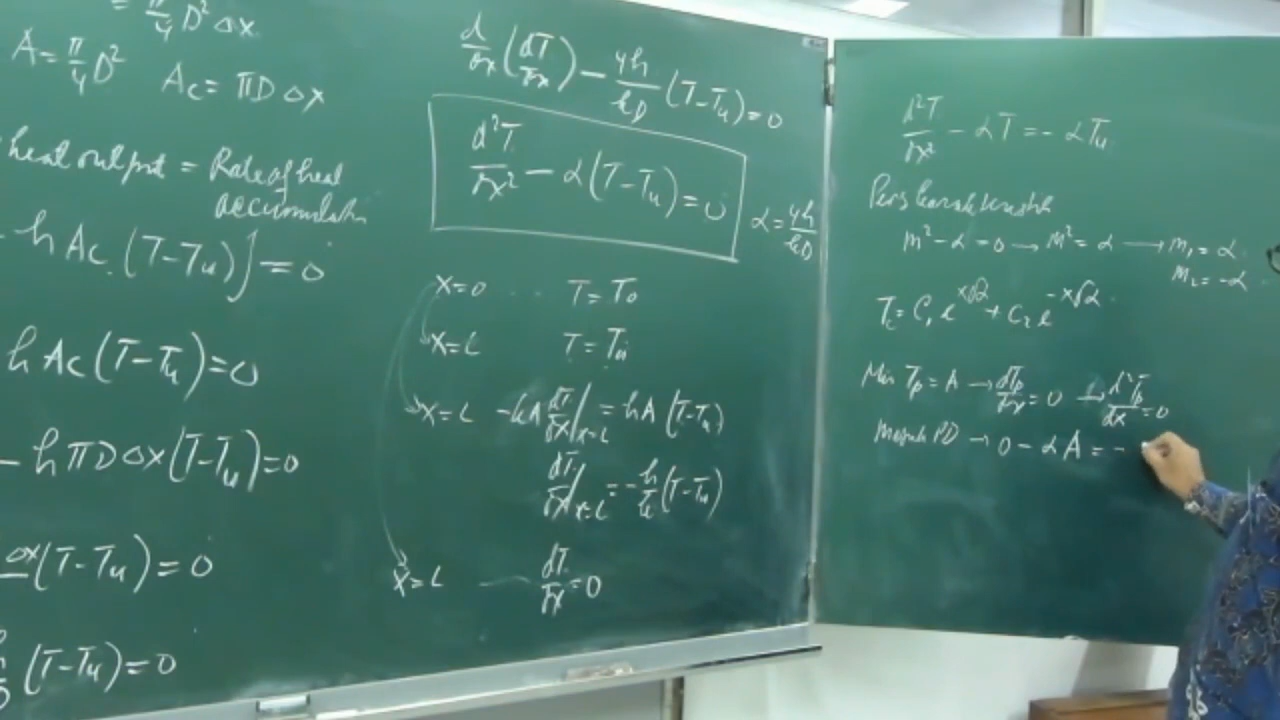 = π/4 D² Δx
A = π/4 D²   Ac = πD Δx
heat output = Rate of heat
accumulation
- h Ac (T-Tu)] = 0
h Ac (T-Tu) = 0
- h πD Δx (T-Tu) = 0
Δx (T-Tu) = 0
(T-Tu) = 0
d/dx (dT/dx) - 4h/kD (T-Tu) = 0
d²T/dx² - α(T-Tu) = 0
α = 4h/kD
x=0 ... T = To
x=L   T = Tu
x=L   -kA dT/dx|x=L = hA (T-Tu)
dT/dx|x=L = -h/k (T-Tu)
x=L — dT/dx = 0
d²T/dx² - αT = - αTu
Pers karakteristik
m² - α = 0 → m² = α → m₁ = α
m₂ = -α
Tc = C₁ e^x√α + C₂ e^-x√α
Mis Tp = A → dTp/dx = 0 → d²Tp/dx² = 0
PD → 0 - αA = -